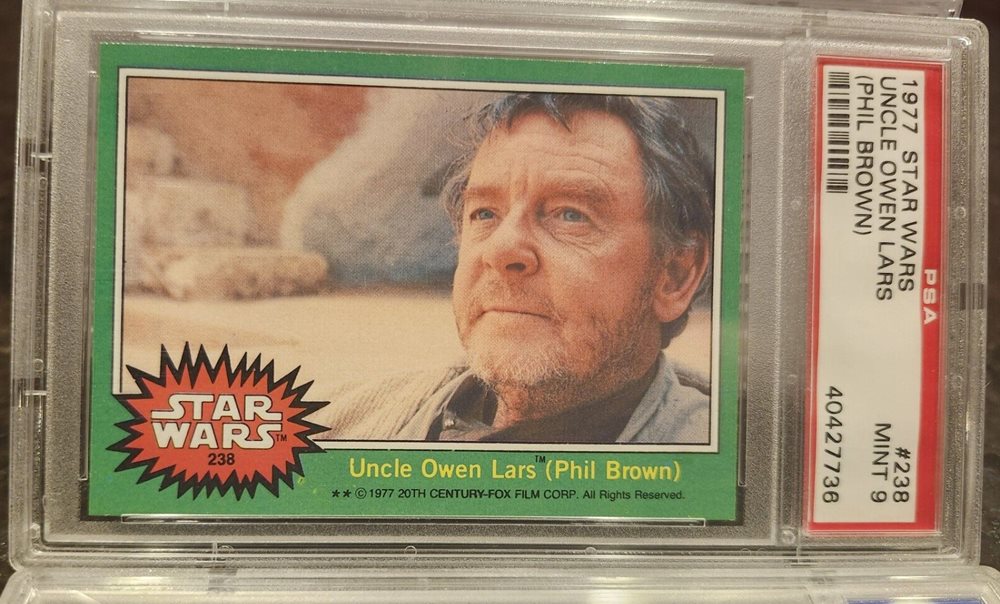 STAR
WARS™
238
Uncle Owen Lars™ (Phil Brown)
★★ ©1977 20TH CENTURY-FOX FILM CORP. All Rights Reserved.
1977 STAR WARS #238
UNCLE OWEN LARS MINT 9
(PHIL BROWN)
40427736
PSA